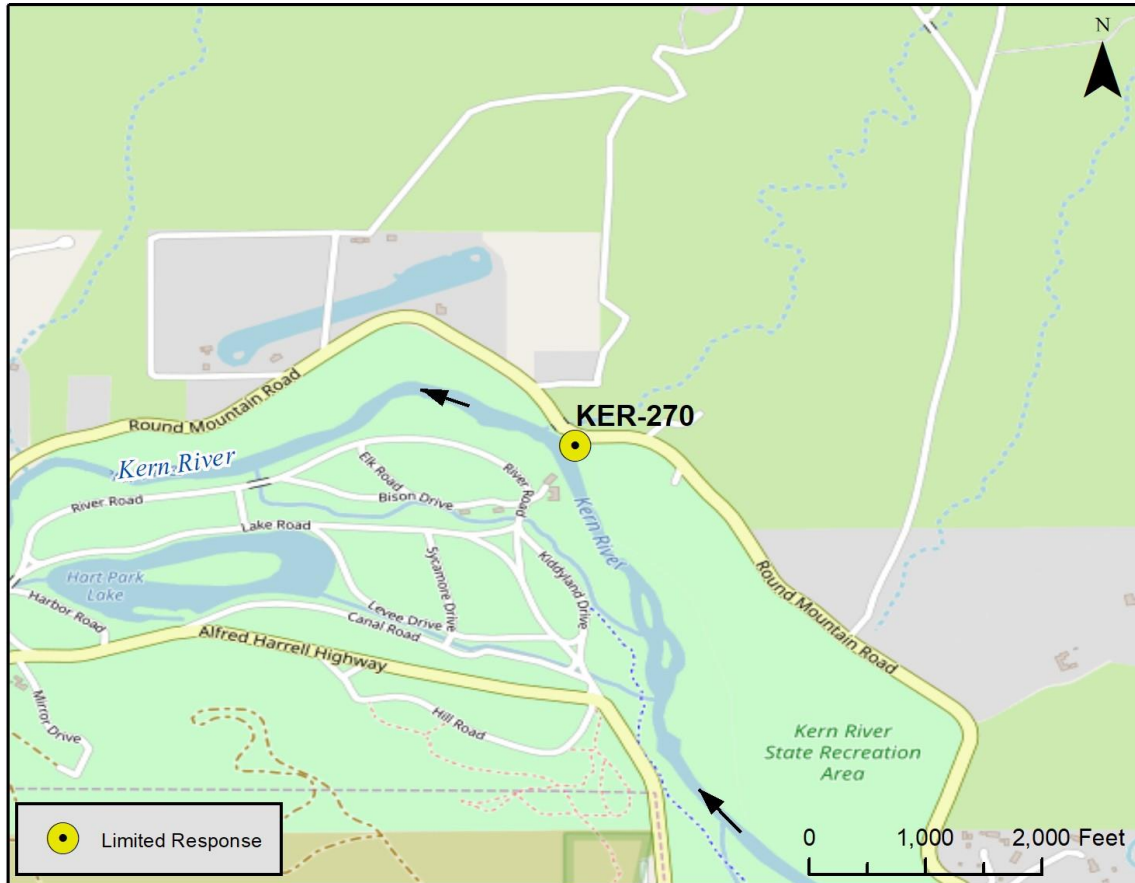 N
KER-270
Round Mountain Road
Kern River
Elk Road
River Road
Bison Drive
River Road
Kern River
Lake Road
Hart Park
Lake
Sycamore Drive
Kiddyland Drive
Round Mountain Road
Harbor Road
Levee Drive
Canal Road
Alfred Harrell Highway
Mirror Drive
Hill Road
Kern River
State Recreation
Area
Limited Response
0 1,000 2,000 Feet